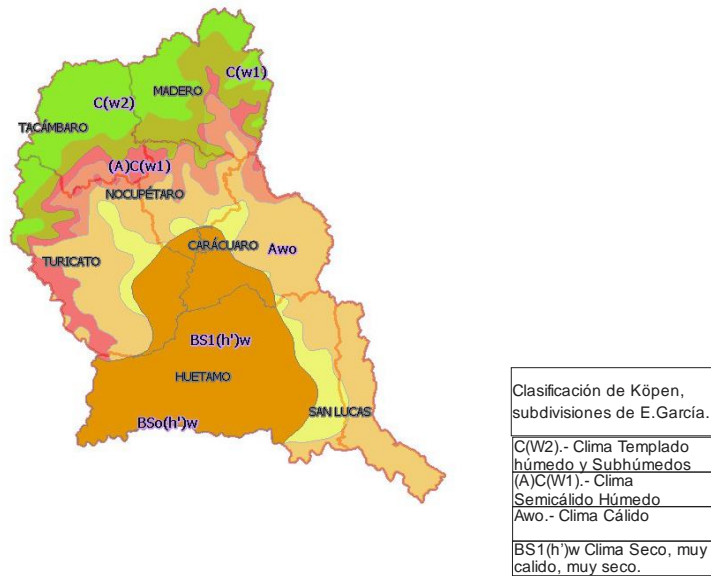 C(w1)
MADERO
C(w2)
TACÁMBARO
(A)C(w1)
NOCUPÉTARO
CARÁCUARO
Awo
TURICATO
BS1(h')w
HUETAMO
SAN LUCAS
BSo(h')w
Clasificación de Köpen,
subdivisiones de E.García.
C(W2).- Clima Templado
húmedo y Subhúmedos
(A)C(W1).- Clima
Semicálido Húmedo
Awo.- Clima Cálido
BS1(h')w Clima Seco, muy
calido, muy seco.